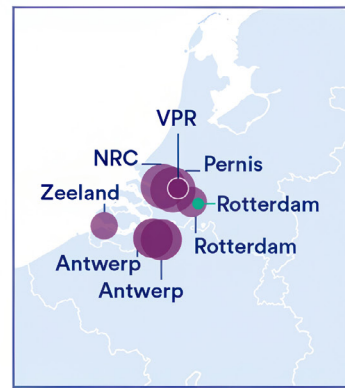 VPR
NRC
Pernis
Zeeland
Rotterdam
Rotterdam
Antwerp
Antwerp